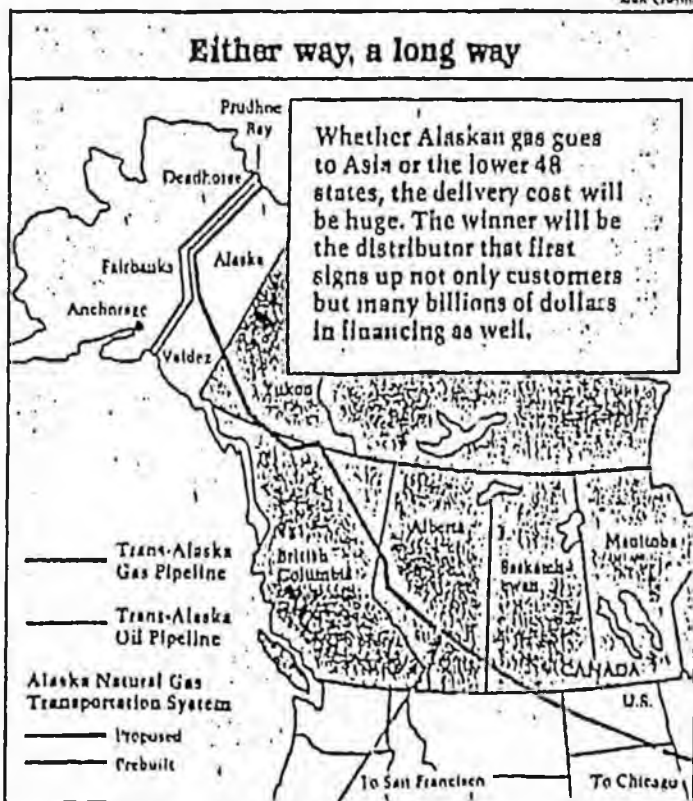 Either way, a long way
Prudhoe
Bay
Deadhorse
Whether Alaskan gas goes
to Asia or the lower 48
states, the delivery cost will
be huge. The winner will be
the distributor that first
signs up not only customers
but many billions of dollars
in financing as well.
Fairbanks
Alaska
Anchorage
Valdez
Yukon
British
Columbia
Alberta
Saskatch-
wan
Manitoba
CANADA
U.S.
Trans-Alaska
Gas Pipeline
Trans-Alaska
Oil Pipeline
Alaska Natural Gas
Transportation System
Proposed
Prebuilt
To San Francisco
To Chicago